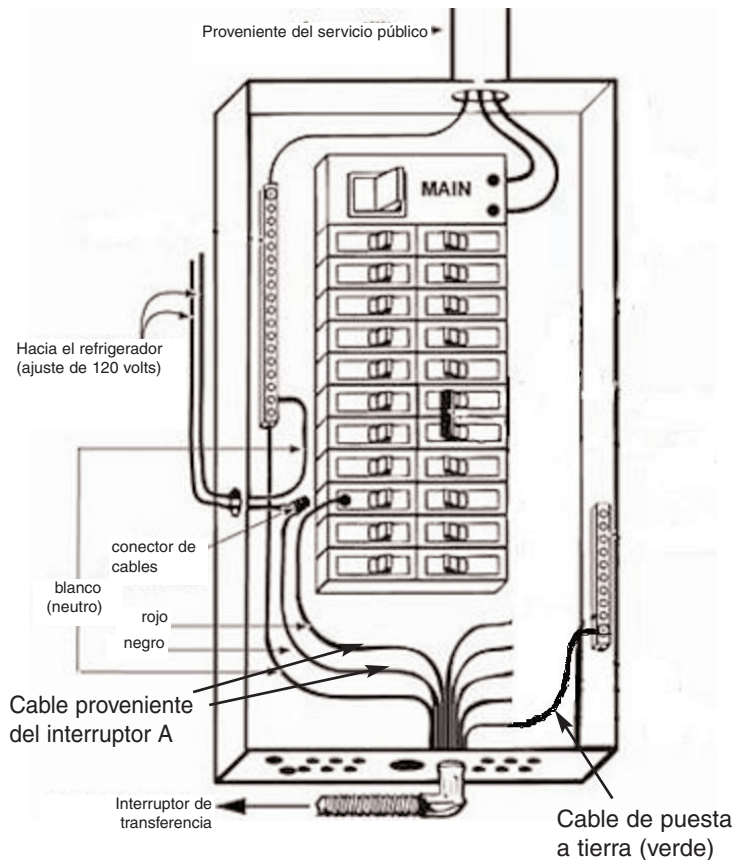 Proveniente del servicio público
MAIN
Hacia el refrigerador
(ajuste de 120 volts)
conector de
cables
blanco
(neutro)
rojo
negro
Cable proveniente
del interruptor A
Interruptor de
transferencia
Cable de puesta
a tierra (verde)